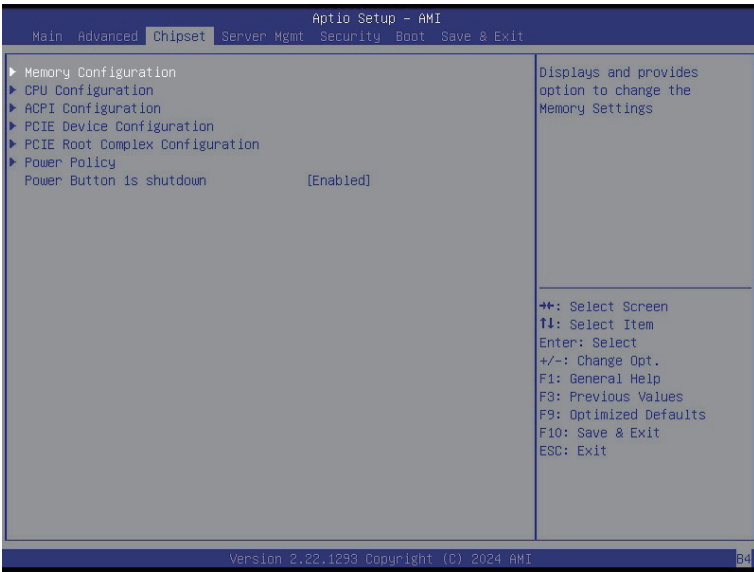 Aptio Setup – AMI
Main Advanced Chipset Server Mgmt Security Boot Save & Exit
▶ Memory Configuration
▶ CPU Configuration
▶ ACPI Configuration
▶ PCIE Device Configuration
▶ PCIE Root Complex Configuration
▶ Power Policy
Power Button 1s shutdown [Enabled]
Displays and provides
option to change the
Memory Settings
→←: Select Screen
↑↓: Select Item
Enter: Select
+/-: Change Opt.
F1: General Help
F3: Previous Values
F9: Optimized Defaults
F10: Save & Exit
ESC: Exit
Version 2.22.1293 Copyright (C) 2024 AMI
B4